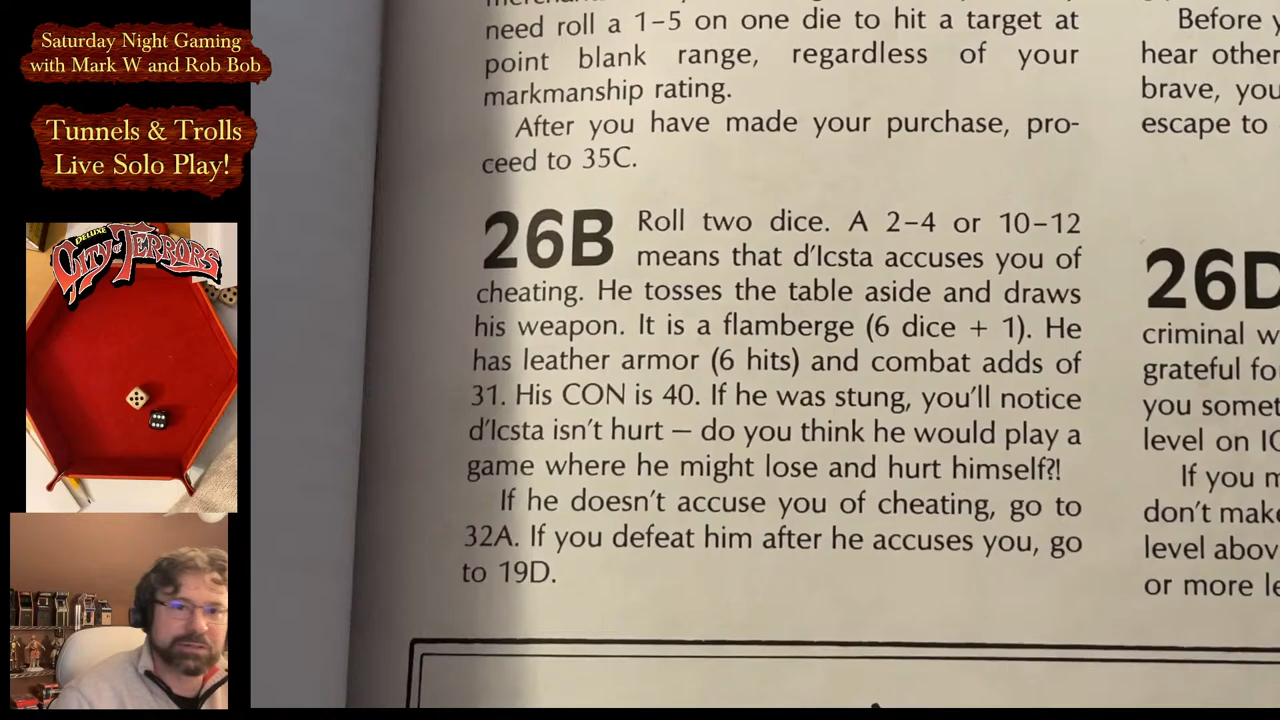 Saturday Night Gaming
with Mark W and Rob Bob
Tunnels & Trolls
Live Solo Play!
DELUXE
CITY OF TERRORS
need roll a 1–5 on one die to hit a target at
point blank range, regardless of your
markmanship rating.
After you have made your purchase, pro-
ceed to 35C.
26B Roll two dice. A 2–4 or 10–12
means that d'Icsta accuses you of
cheating. He tosses the table aside and draws
his weapon. It is a flamberge (6 dice + 1). He
has leather armor (6 hits) and combat adds of
31. His CON is 40. If he was stung, you'll notice
d'Icsta isn't hurt — do you think he would play a
game where he might lose and hurt himself?!
If he doesn't accuse you of cheating, go to
32A. If you defeat him after he accuses you, go
to 19D.
Before
hear other
brave, you
escape to
26D
criminal
grateful
you
level on
If you
don't
level
or more